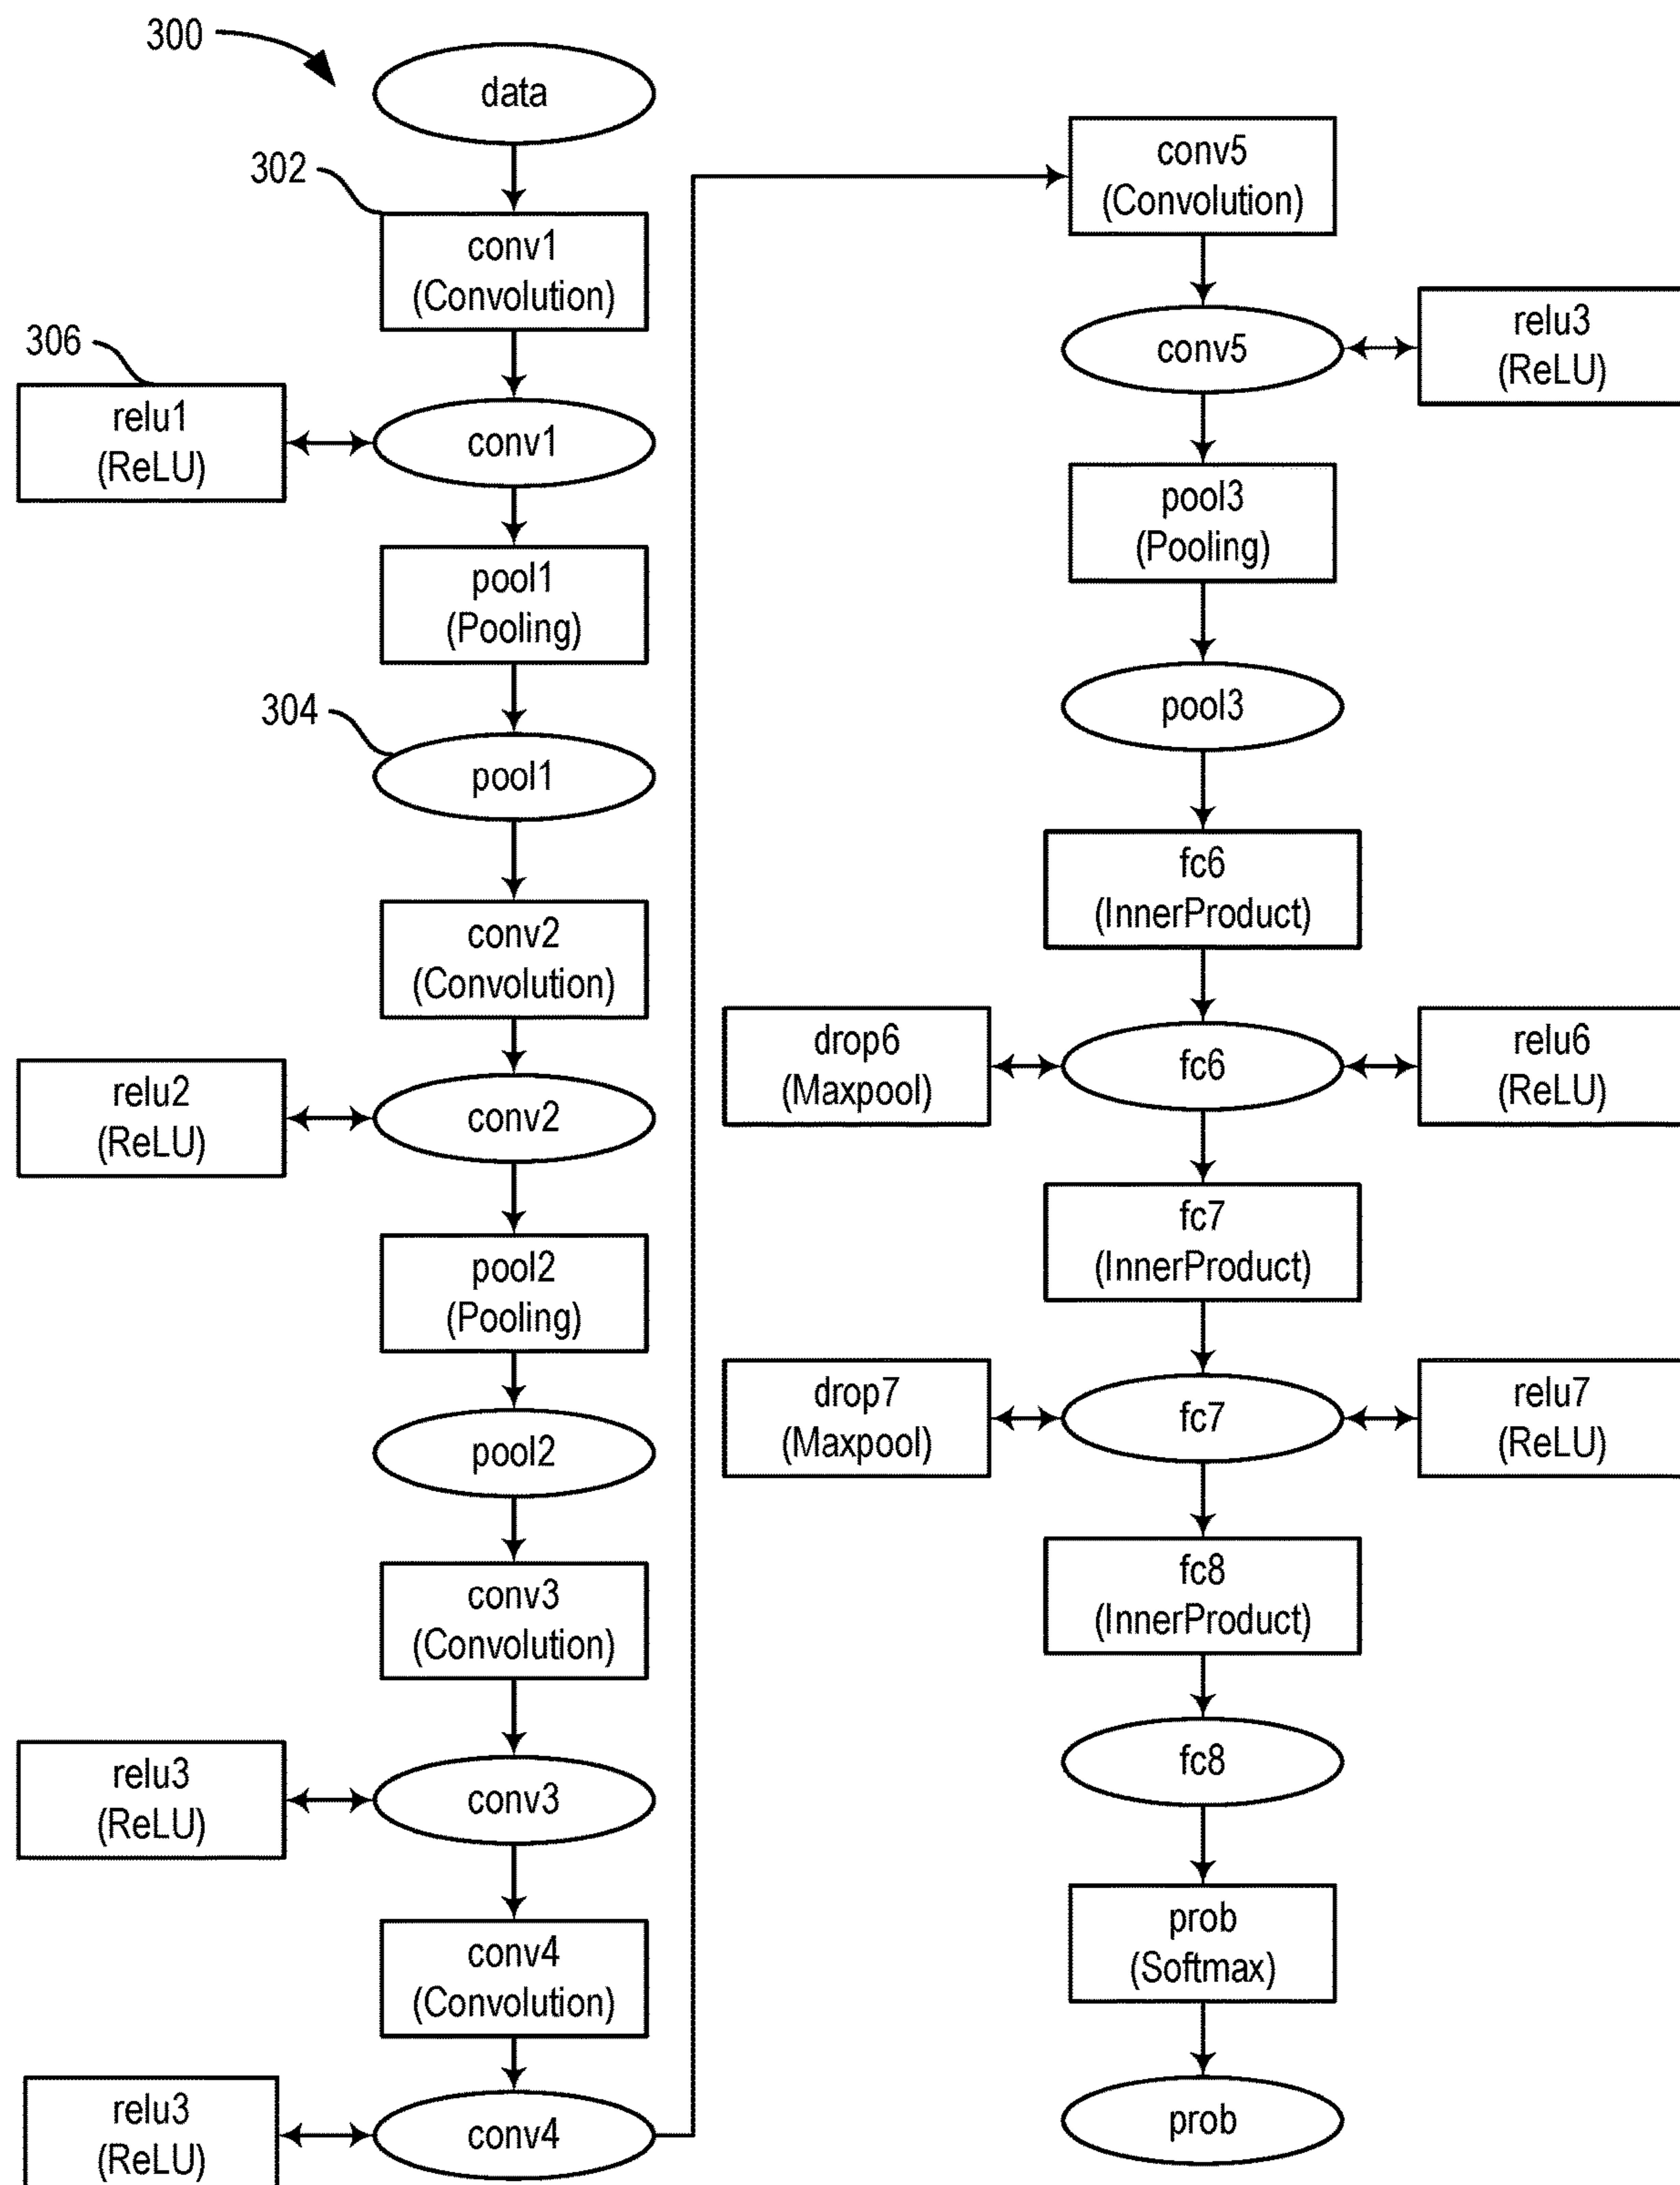 300
data
302
conv1
(Convolution)
306
relu1
(ReLU)
conv1
pool1
(Pooling)
304
pool1
conv2
(Convolution)
relu2
(ReLU)
conv2
pool2
(Pooling)
pool2
conv3
(Convolution)
relu3
(ReLU)
conv3
conv4
(Convolution)
relu3
(ReLU)
conv4
conv5
(Convolution)
conv5
relu3
(ReLU)
pool3
(Pooling)
pool3
fc6
(InnerProduct)
drop6
(Maxpool)
fc6
relu6
(ReLU)
fc7
(InnerProduct)
drop7
(Maxpool)
fc7
relu7
(ReLU)
fc8
(InnerProduct)
fc8
prob
(Softmax)
prob